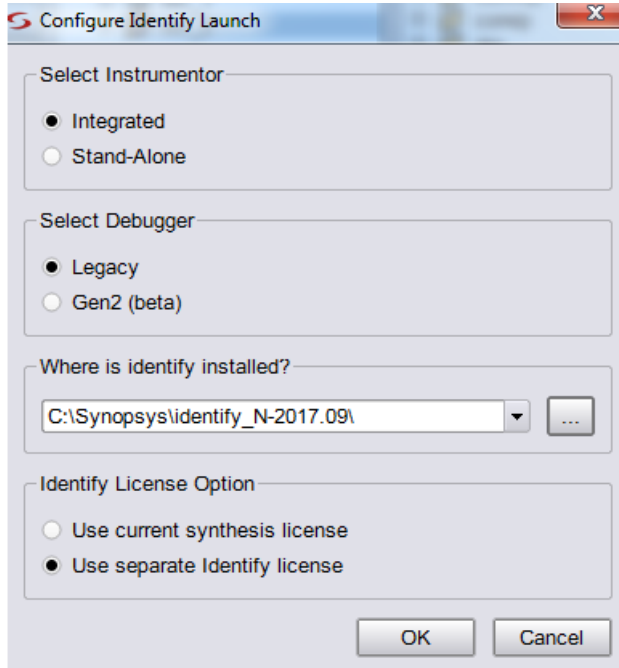 Configure Identify Launch
Select Instrumentor
Integrated
Stand-Alone
Select Debugger
Legacy
Gen2 (beta)
Where is identify installed?
C:\Synopsys\identify_N-2017.09\
...
Identify License Option
Use current synthesis license
Use separate Identify license
OK Cancel